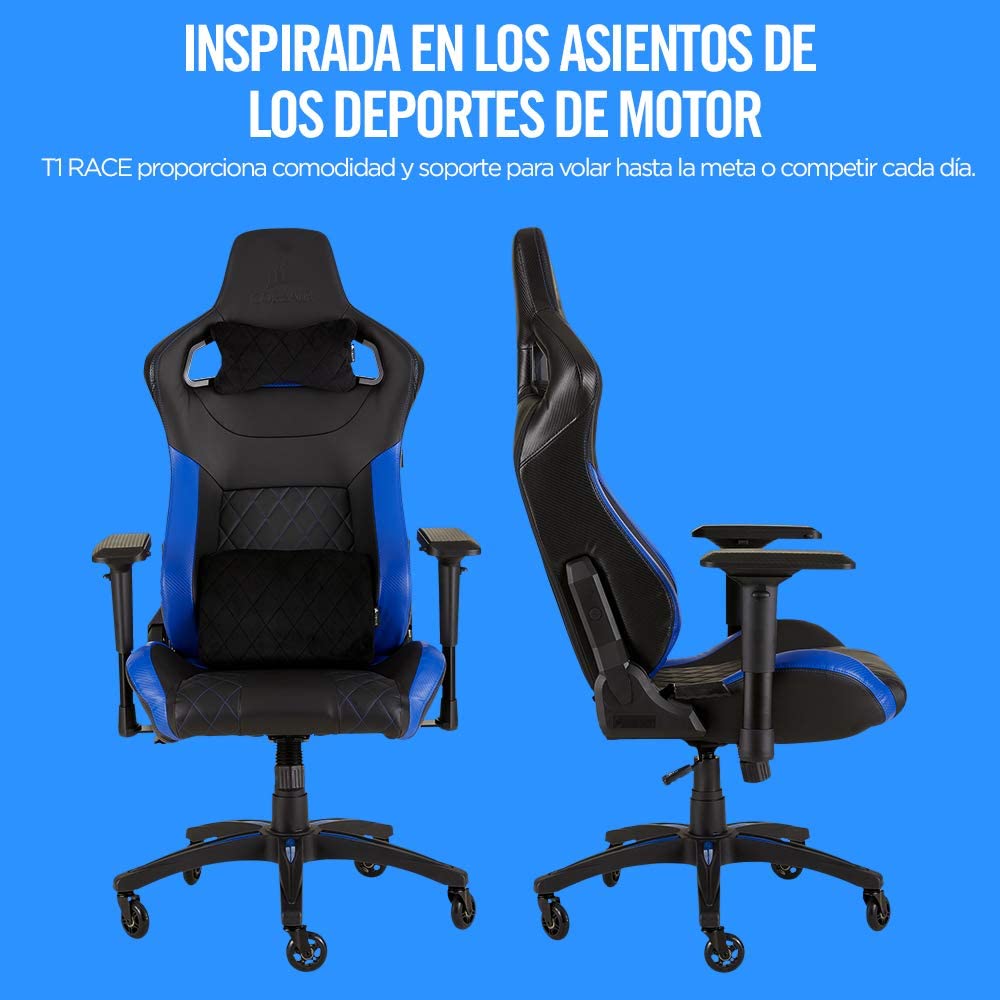 INSPIRADA EN LOS ASIENTOS DE
LOS DEPORTES DE MOTOR
T1 RACE proporciona comodidad y soporte para volar hasta la meta o competir cada día.
CORSAIR